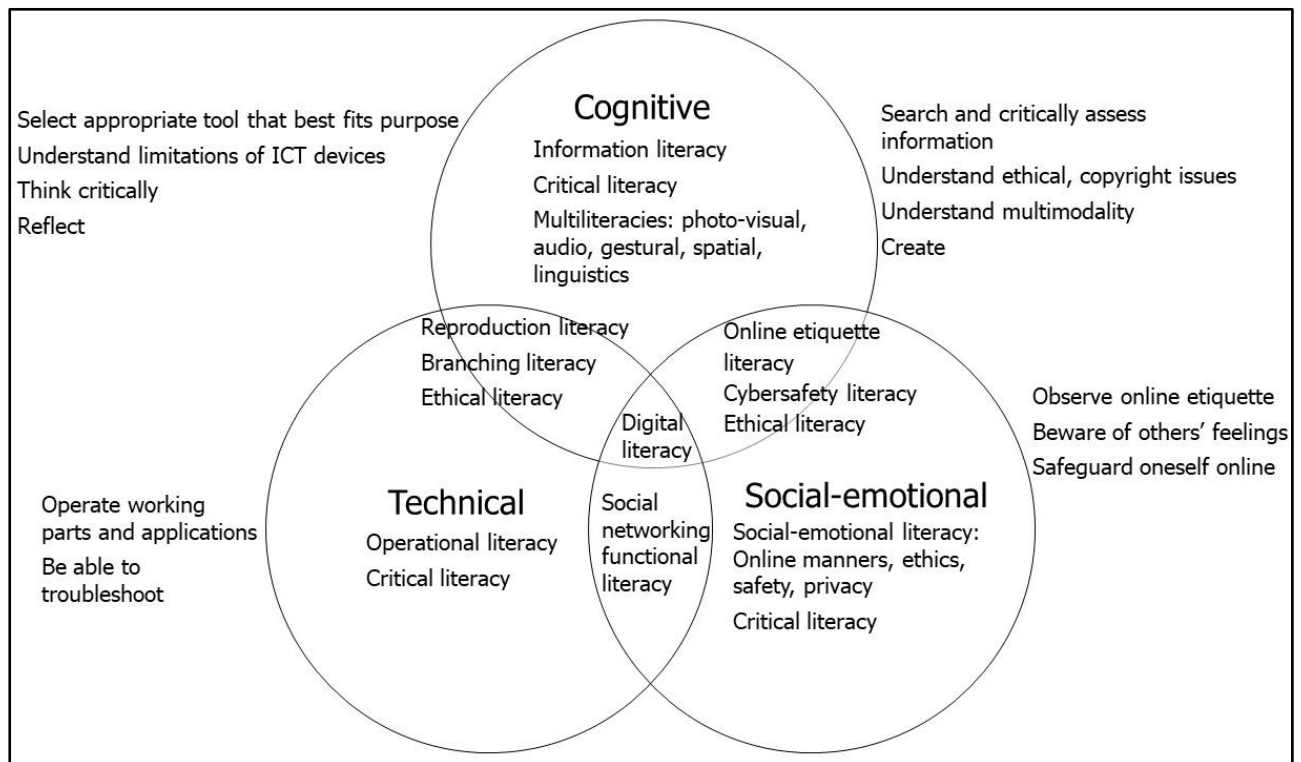 Cognitive
Information literacy
Critical literacy
Multiliteracies: photo-visual,
audio, gestural, spatial,
linguistics
Select appropriate tool that best fits purpose
Understand limitations of ICT devices
Think critically
Reflect
Search and critically assess
information
Understand ethical, copyright issues
Understand multimodality
Create
Reproduction literacy
Branching literacy
Ethical literacy
Online etiquette
literacy
Cybersafety literacy
Ethical literacy
Digital
literacy
Observe online etiquette
Beware of others’ feelings
Safeguard oneself online
Operate working
parts and applications
Be able to
troubleshoot
Technical
Operational literacy
Critical literacy
Social
networking
functional
literacy
Social-emotional
Social-emotional literacy:
Online manners, ethics,
safety, privacy
Critical literacy